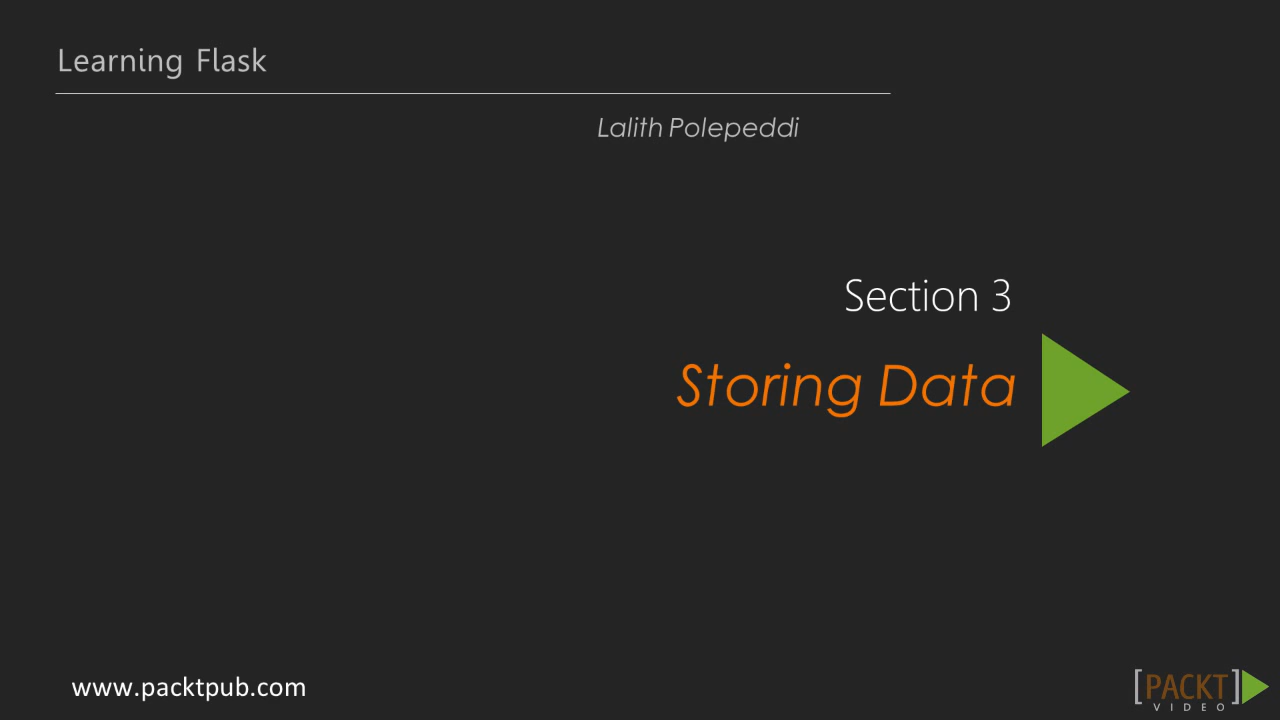 Learning Flask
Lalith Polepeddi
Section 3
Storing Data
www.packtpub.com
[PACKT]
VIDEO